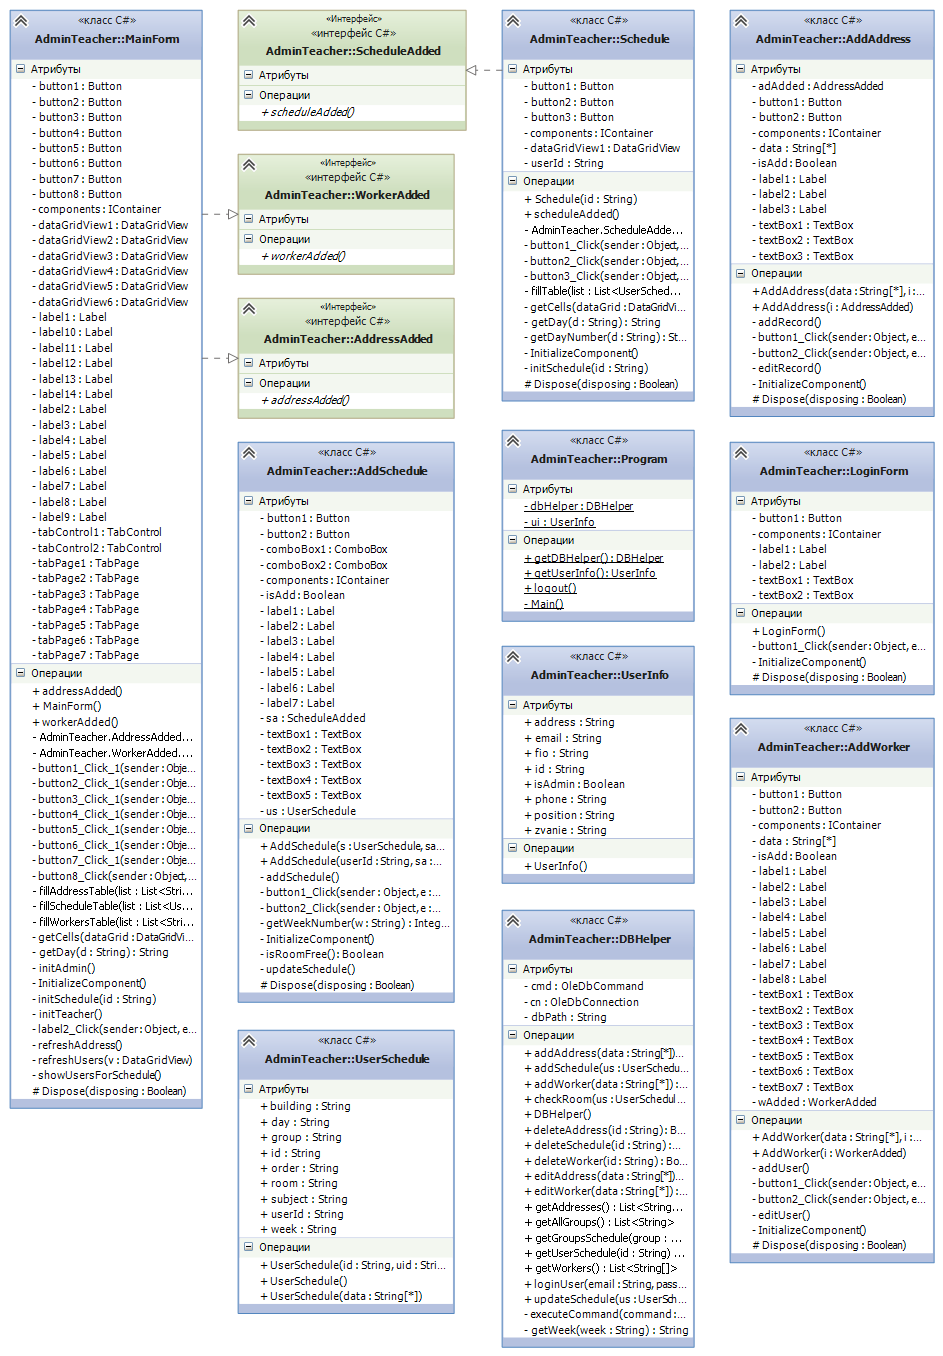 «класс C#»
AdminTeacher::MainForm
Атрибуты
- button1 : Button
- button2 : Button
- button3 : Button
- button4 : Button
- button5 : Button
- button6 : Button
- button7 : Button
- button8 : Button
- components : IContainer
- dataGridView1 : DataGridView
- dataGridView2 : DataGridView
- dataGridView3 : DataGridView
- dataGridView4 : DataGridView
- dataGridView5 : DataGridView
- dataGridView6 : DataGridView
- label1 : Label
- label10 : Label
- label11 : Label
- label12 : Label
- label13 : Label
- label14 : Label
- label2 : Label
- label3 : Label
- label4 : Label
- label5 : Label
- label6 : Label
- label7 : Label
- label8 : Label
- label9 : Label
- tabControl1 : TabControl
- tabControl2 : TabControl
- tabPage1 : TabPage
- tabPage2 : TabPage
- tabPage3 : TabPage
- tabPage4 : TabPage
- tabPage5 : TabPage
- tabPage6 : TabPage
- tabPage7 : TabPage
Операции
+ addressAdded()
+ MainForm()
+ workerAdded()
- AdminTeacher.AddressAdded...
- AdminTeacher.WorkerAdded....
- button1_Click_1(sender : Obje...
- button2_Click_1(sender : Obje...
- button3_Click_1(sender : Obje...
- button4_Click_1(sender : Obje...
- button5_Click_1(sender : Obje...
- button6_Click_1(sender : Obje...
- button7_Click_1(sender : Obje...
- button8_Click(sender : Object,...
- fillAddressTable(list : List<Stri...
- fillScheduleTable(list : List<Us...
- fillWorkersTable(list : List<Stri...
- getCells(dataGrid : DataGridVi...
- getDay(d : String) : String
- initAdmin()
- InitializeComponent()
- initSchedule(id : String)
- initTeacher()
- label2_Click(sender : Object, e...
- refreshAddress()
- refreshUsers(v : DataGridView)
- showUsersForSchedule()
# Dispose(disposing : Boolean)
«Интерфейс»
«интерфейс C#»
AdminTeacher::ScheduleAdded
Атрибуты
Операции
+ scheduleAdded()
«Интерфейс»
«интерфейс C#»
AdminTeacher::WorkerAdded
Атрибуты
Операции
+ workerAdded()
«Интерфейс»
«интерфейс C#»
AdminTeacher::AddressAdded
Атрибуты
Операции
+ addressAdded()
«класс C#»
AdminTeacher::AddSchedule
Атрибуты
- button1 : Button
- button2 : Button
- comboBox1 : ComboBox
- comboBox2 : ComboBox
- components : IContainer
- isAdd : Boolean
- label1 : Label
- label2 : Label
- label3 : Label
- label4 : Label
- label5 : Label
- label6 : Label
- label7 : Label
- sa : ScheduleAdded
- textBox1 : TextBox
- textBox2 : TextBox
- textBox3 : TextBox
- textBox4 : TextBox
- textBox5 : TextBox
- us : UserSchedule
Операции
+ AddSchedule(s : UserSchedule, sa...
+ AddSchedule(userId : String, sa :...
- addSchedule()
- button1_Click(sender : Object, e :...
- button2_Click(sender : Object, e :...
- getWeekNumber(w : String) : Integ...
- InitializeComponent()
- isRoomFree() : Boolean
- updateSchedule()
# Dispose(disposing : Boolean)
«класс C#»
AdminTeacher::UserSchedule
Атрибуты
+ building : String
+ day : String
+ group : String
+ id : String
+ order : String
+ room : String
+ subject : String
+ userId : String
+ week : String
Операции
+ UserSchedule(id : String, uid : Stri...
+ UserSchedule()
+ UserSchedule(data : String[*])
«класс C#»
AdminTeacher::Schedule
Атрибуты
- button1 : Button
- button2 : Button
- button3 : Button
- components : IContainer
- dataGridView1 : DataGridView
- userId : String
Операции
+ Schedule(id : String)
+ scheduleAdded()
- AdminTeacher.ScheduleAdde...
- button1_Click(sender : Object,...
- button2_Click(sender : Object,...
- button3_Click(sender : Object,...
- fillTable(list : List<UserSched...
- getCells(dataGrid : DataGridVi...
- getDay(d : String) : String
- getDayNumber(d : String) : St...
- InitializeComponent()
- initSchedule(id : String)
# Dispose(disposing : Boolean)
«класс C#»
AdminTeacher::Program
Атрибуты
- dbHelper : DBHelper
- ui : UserInfo
Операции
+ getDBHelper() : DBHelper
+ getUserInfo() : UserInfo
+ logout()
- Main()
«класс C#»
AdminTeacher::UserInfo
Атрибуты
+ address : String
+ email : String
+ fio : String
+ id : String
+ isAdmin : Boolean
+ phone : String
+ position : String
+ zvanie : String
Операции
+ UserInfo()
«класс C#»
AdminTeacher::DBHelper
Атрибуты
- cmd : OleDbCommand
- cn : OleDbConnection
- dbPath : String
Операции
+ addAddress(data : String[*])...
+ addSchedule(us : UserSchedu...
+ addWorker(data : String[*]) :...
+ checkRoom(us : UserSchedul...
+ DBHelper()
+ deleteAddress(id : String) : B...
+ deleteSchedule(id : String) :...
+ deleteWorker(id : String) : Bo...
+ editAddress(data : String[*])...
+ editWorker(data : String[*]) :...
+ getAddresses() : List<String...
+ getAllGroups() : List<String>
+ getGroupsSchedule(group : ...
+ getUserSchedule(id : String) ...
+ getWorkers() : List<String[]>
+ loginUser(email : String, pass...
+ updateSchedule(us : UserSch...
- executeCommand(command :...
- getWeek(week : String) : String
«класс C#»
AdminTeacher::AddAddress
Атрибуты
- adAdded : AddressAdded
- button1 : Button
- button2 : Button
- components : IContainer
- data : String[*]
- isAdd : Boolean
- label1 : Label
- label2 : Label
- label3 : Label
- textBox1 : TextBox
- textBox2 : TextBox
- textBox3 : TextBox
Операции
+ AddAddress(data : String[*], i :...
+ AddAddress(i : AddressAdded)
- addRecord()
- button1_Click(sender : Object, e...
- button2_Click(sender : Object, e...
- editRecord()
- InitializeComponent()
# Dispose(disposing : Boolean)
«класс C#»
AdminTeacher::LoginForm
Атрибуты
- button1 : Button
- components : IContainer
- label1 : Label
- label2 : Label
- textBox1 : TextBox
- textBox2 : TextBox
Операции
+ LoginForm()
- button1_Click(sender : Object, e...
- InitializeComponent()
# Dispose(disposing : Boolean)
«класс C#»
AdminTeacher::AddWorker
Атрибуты
- button1 : Button
- button2 : Button
- components : IContainer
- data : String[*]
- isAdd : Boolean
- label1 : Label
- label2 : Label
- label3 : Label
- label4 : Label
- label5 : Label
- label6 : Label
- label7 : Label
- label8 : Label
- textBox1 : TextBox
- textBox2 : TextBox
- textBox3 : TextBox
- textBox4 : TextBox
- textBox5 : TextBox
- textBox6 : TextBox
- textBox7 : TextBox
- wAdded : WorkerAdded
Операции
+ AddWorker(data : String[*], i :...
+ AddWorker(i : WorkerAdded)
- addUser()
- button1_Click(sender : Object, e...
- button2_Click(sender : Object, e...
- editUser()
- InitializeComponent()
# Dispose(disposing : Boolean)